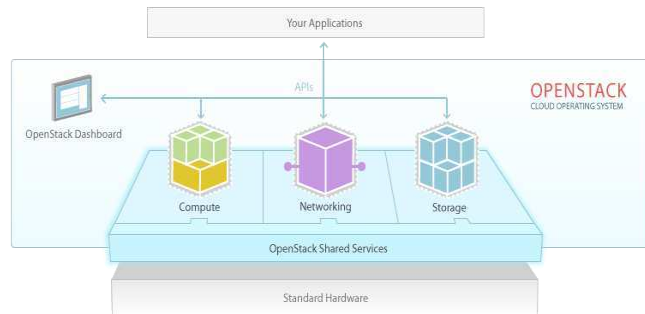 Your Applications
APIs
OPENSTACK
CLOUD OPERATING SYSTEM
OpenStack Dashboard
Compute
Networking
Storage
OpenStack Shared Services
Standard Hardware